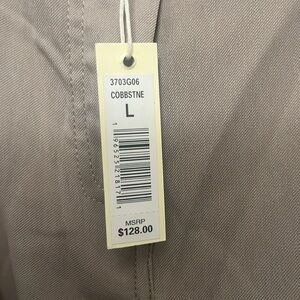 3703G06
COBBSTNE
L
MSRP
$128.00